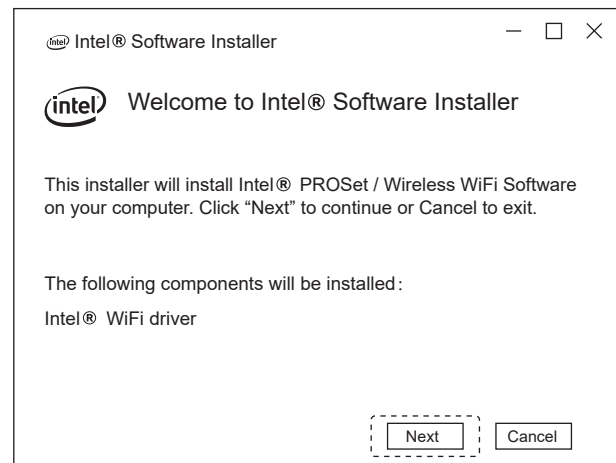 intel Intel® Software Installer
intel Welcome to Intel® Software Installer
This installer will install Intel® PROSet / Wireless WiFi Software
on your computer. Click “Next” to continue or Cancel to exit.
The following components will be installed：
Intel® WiFi driver
Next Cancel